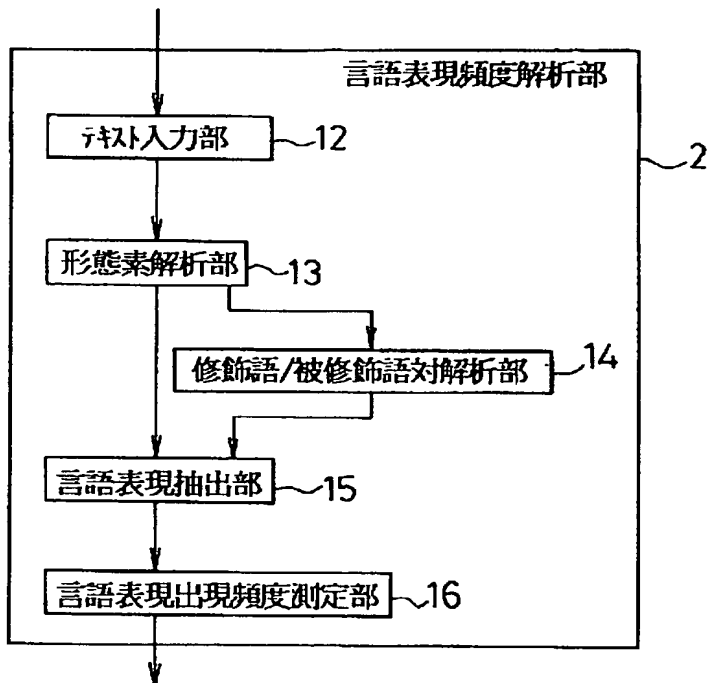 言語表現頻度解析部
テキスト入力部 12
2
形態素解析部 13
修飾語/被修飾語対解析部 14
言語表現抽出部 15
言語表現出現頻度測定部 16